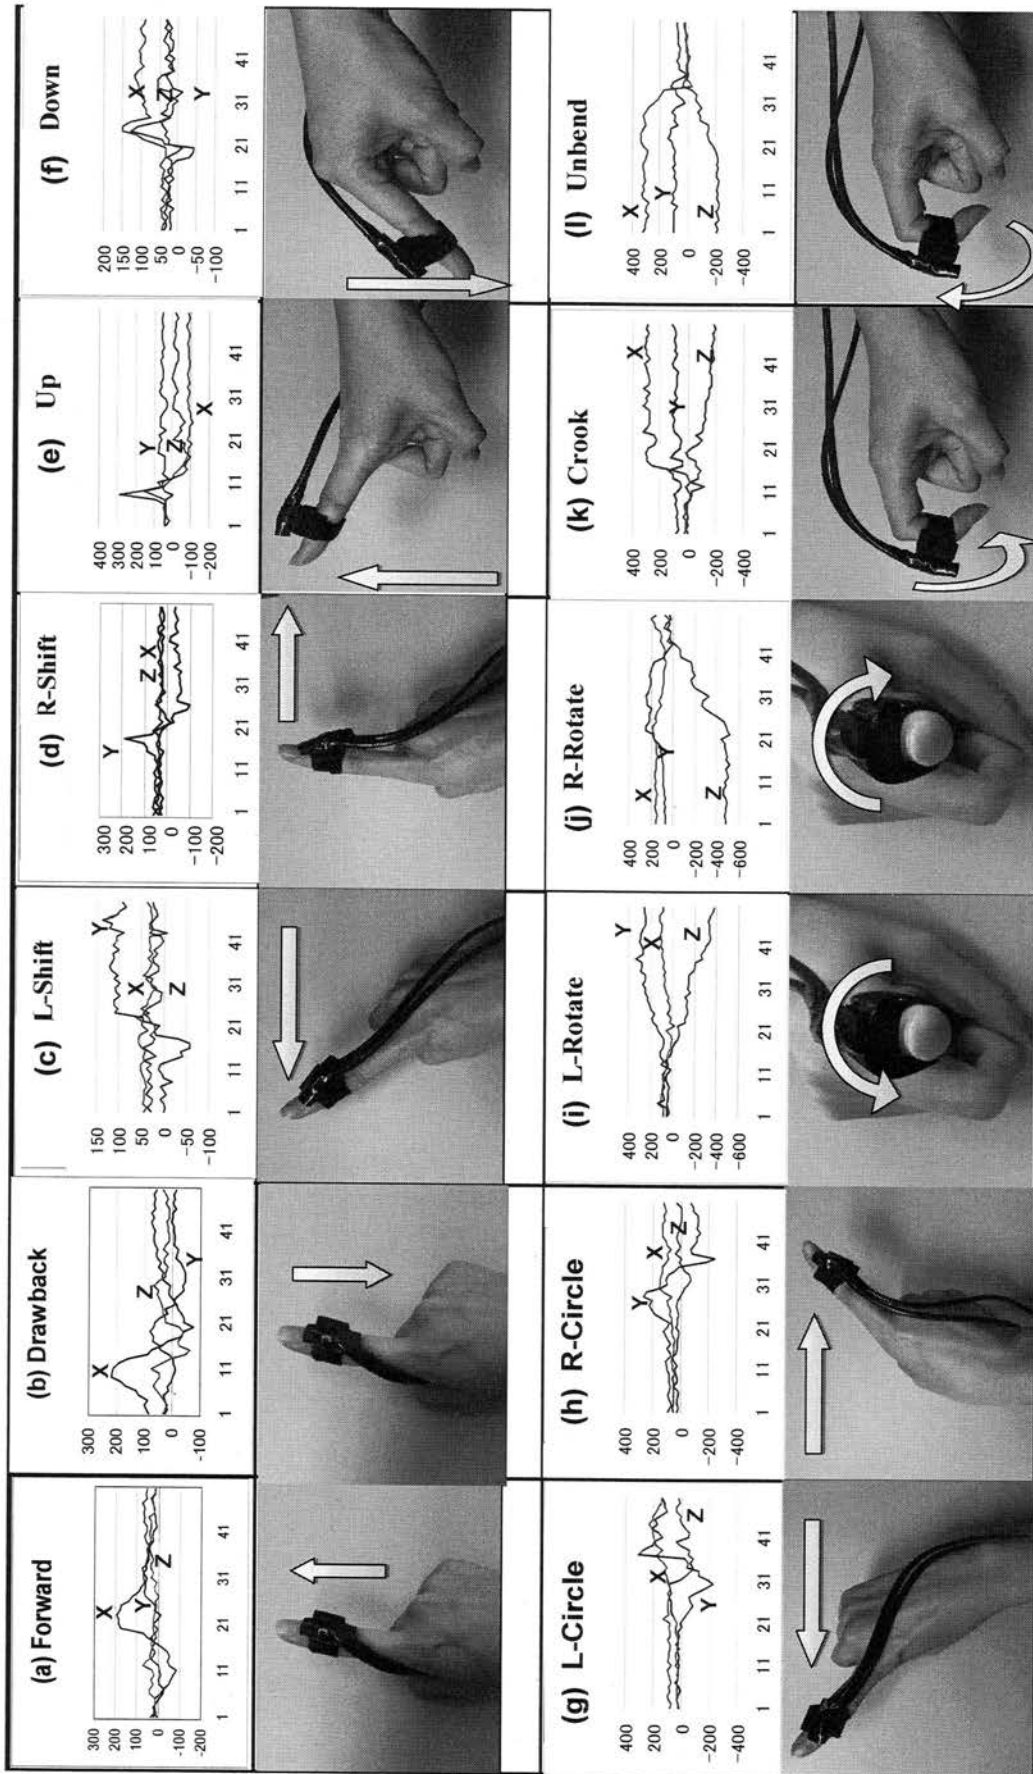 (a) Forward
300
200
100
0
−100
−200
X
Y
Z
1 11 21 31 41
(b) Drawback
300
200
100
0
−100
X
Z
Y
1 11 21 31 41
(c) L-Shift
150
100
50
0
−50
−100
Y
X
Z
1 11 21 31 41
(d) R-Shift
300
200
100
0
−100
−200
Y
Z X
1 11 21 31 41
(e) Up
400
300
200
100
0
−100
−200
Y
Z
X
1 11 21 31 41
(f) Down
200
150
100
50
0
−50
−100
X
Z
Y
1 11 21 31 41
(g) L-Circle
400
200
0
−200
−400
X
Z
Y
1 11 21 31 41
(h) R-Circle
400
200
0
−200
−400
Y
X
Z
1 11 21 31 41
(i) L-Rotate
400
200
0
−200
−400
−600
Y
X
Z
1 11 21 31 41
(j) R-Rotate
400
200
0
−200
−400
−600
X
Y
Z
1 11 21 31 41
(k) Crook
400
200
0
−200
−400
X
Y
Z
1 11 21 31 41
(l) Unbend
400
200
0
−200
−400
X
Y
Z
1 11 21 31 41